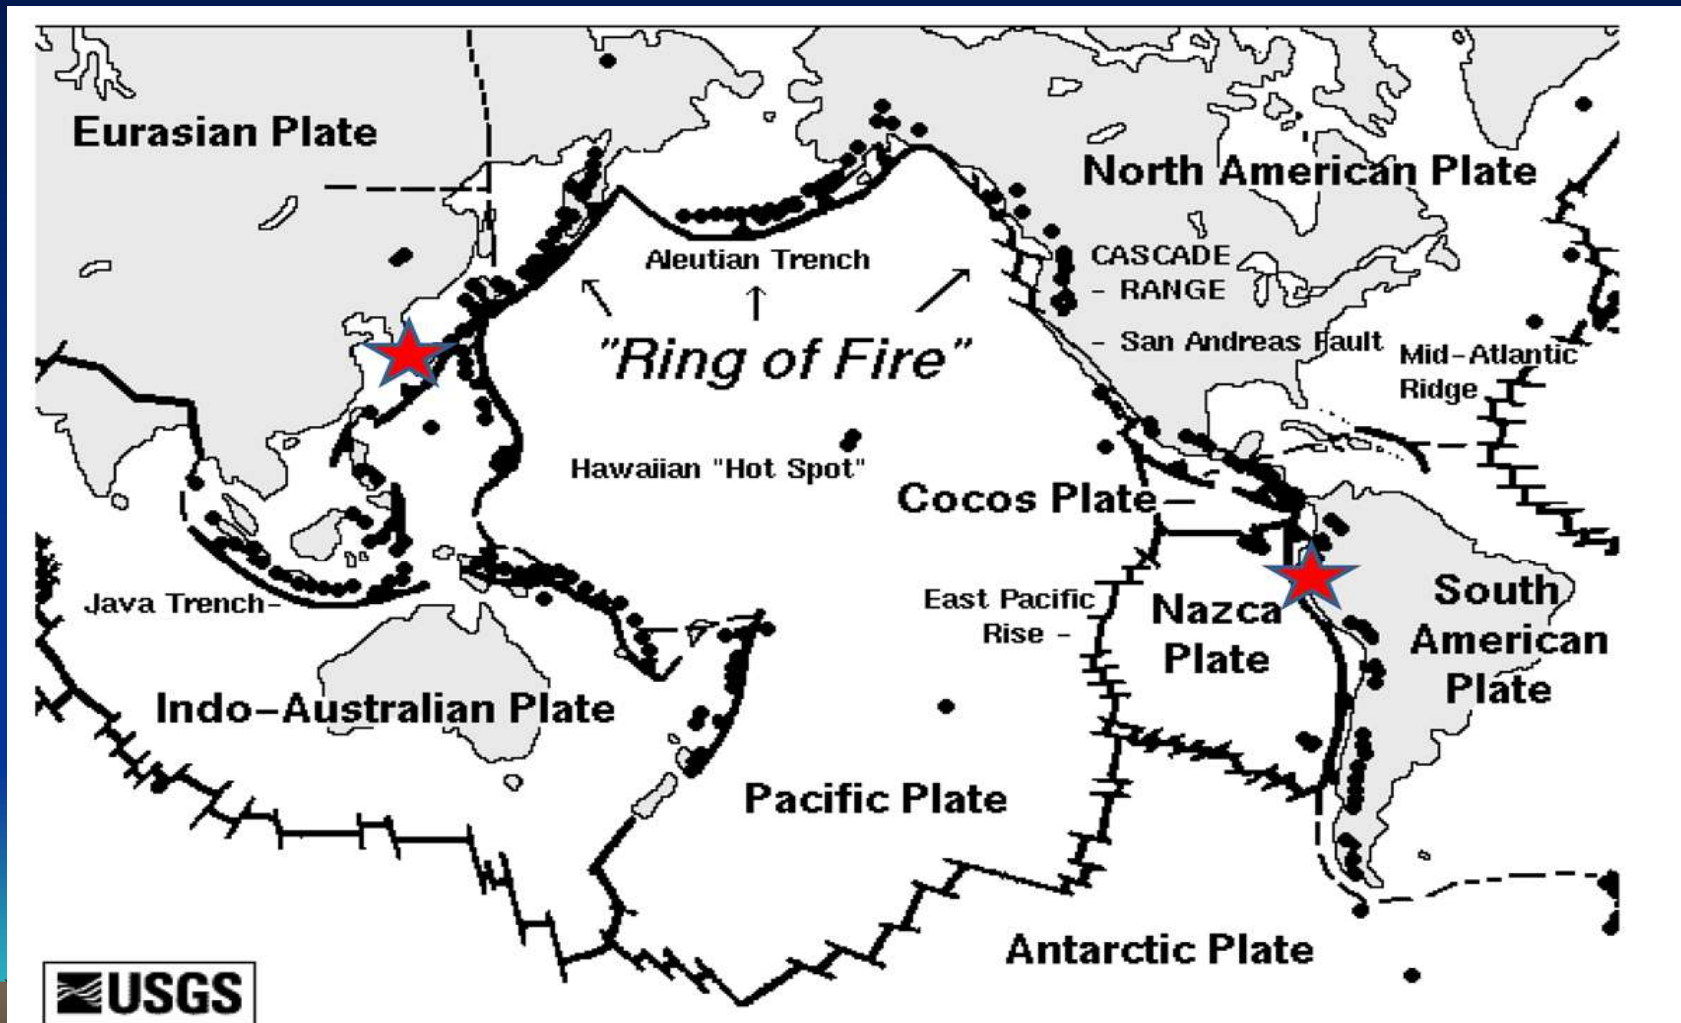 Eurasian Plate
North American Plate
Aleutian Trench
CASCADE
- RANGE
"Ring of Fire"
- San Andreas Fault
Mid-Atlantic
Ridge
Hawaiian "Hot Spot"
Cocos Plate
Java Trench
East Pacific
Rise -
Nazca
Plate
South
American
Plate
Indo-Australian Plate
Pacific Plate
Antarctic Plate
USGS